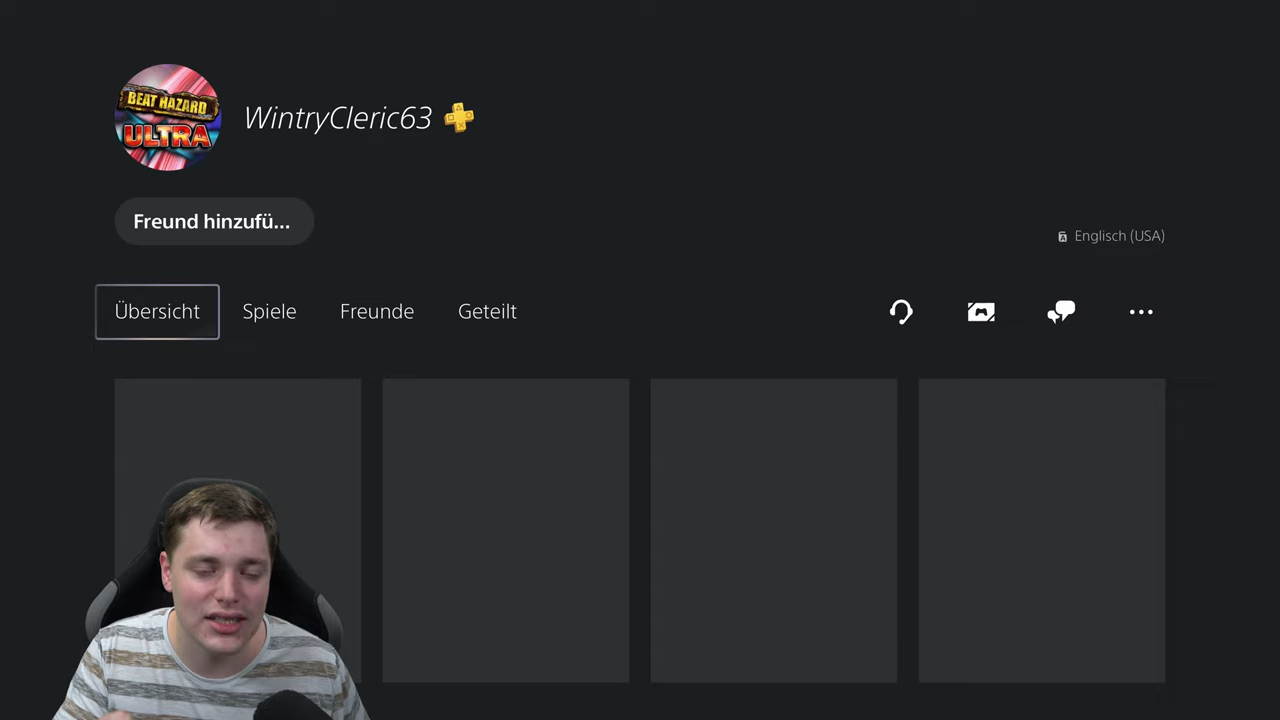 BEAT HAZARD
ULTRA
WintryCleric63
Freund hinzufü...
Englisch (USA)
Übersicht
Spiele
Freunde
Geteilt